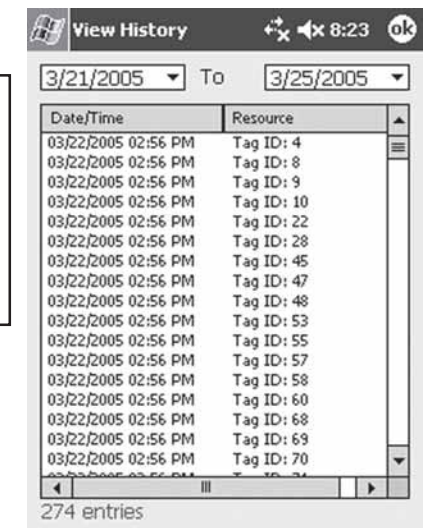 View History 8:23 ok
3/21/2005 To 3/25/2005
Date/Time Resource
03/22/2005 02:56 PM Tag ID: 4
03/22/2005 02:56 PM Tag ID: 8
03/22/2005 02:56 PM Tag ID: 9
03/22/2005 02:56 PM Tag ID: 10
03/22/2005 02:56 PM Tag ID: 22
03/22/2005 02:56 PM Tag ID: 28
03/22/2005 02:56 PM Tag ID: 45
03/22/2005 02:56 PM Tag ID: 47
03/22/2005 02:56 PM Tag ID: 48
03/22/2005 02:56 PM Tag ID: 53
03/22/2005 02:56 PM Tag ID: 55
03/22/2005 02:56 PM Tag ID: 57
03/22/2005 02:56 PM Tag ID: 58
03/22/2005 02:56 PM Tag ID: 60
03/22/2005 02:56 PM Tag ID: 68
03/22/2005 02:56 PM Tag ID: 69
03/22/2005 02:56 PM Tag ID: 70
274 entries